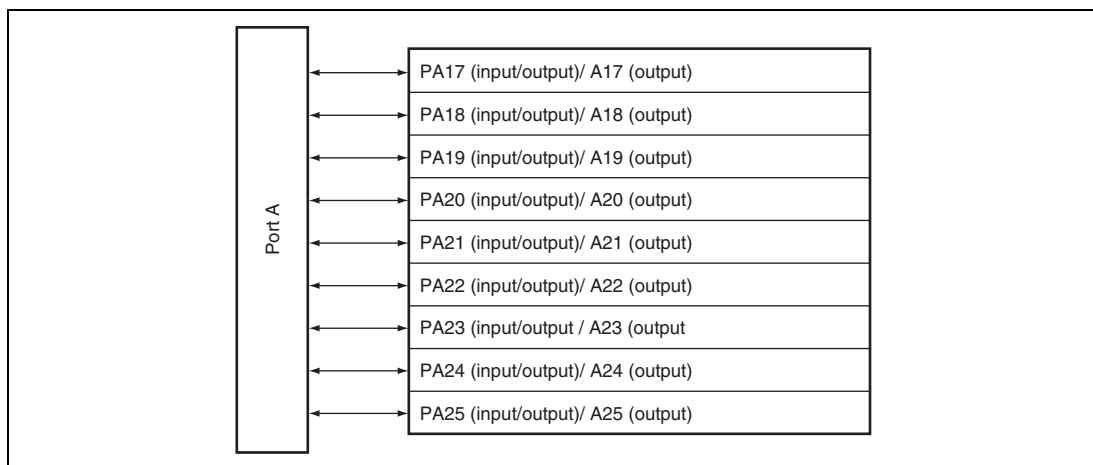 Port A
PA17 (input/output)/ A17 (output)
PA18 (input/output)/ A18 (output)
PA19 (input/output)/ A19 (output)
PA20 (input/output)/ A20 (output)
PA21 (input/output)/ A21 (output)
PA22 (input/output)/ A22 (output)
PA23 (input/output / A23 (output
PA24 (input/output)/ A24 (output)
PA25 (input/output)/ A25 (output)